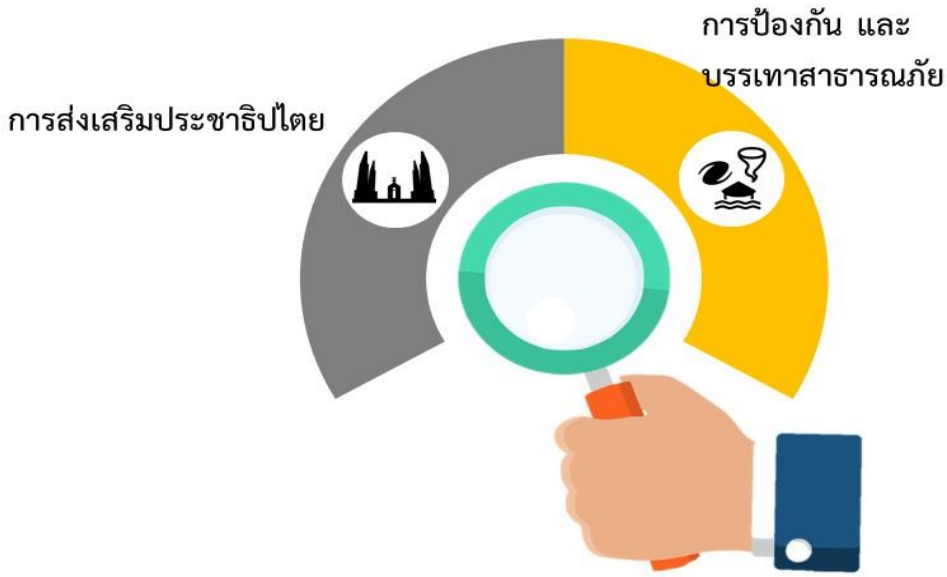 การป้องกัน และ
บรรเทาสาธารณภัย
การส่งเสริมประชาธิปไตย